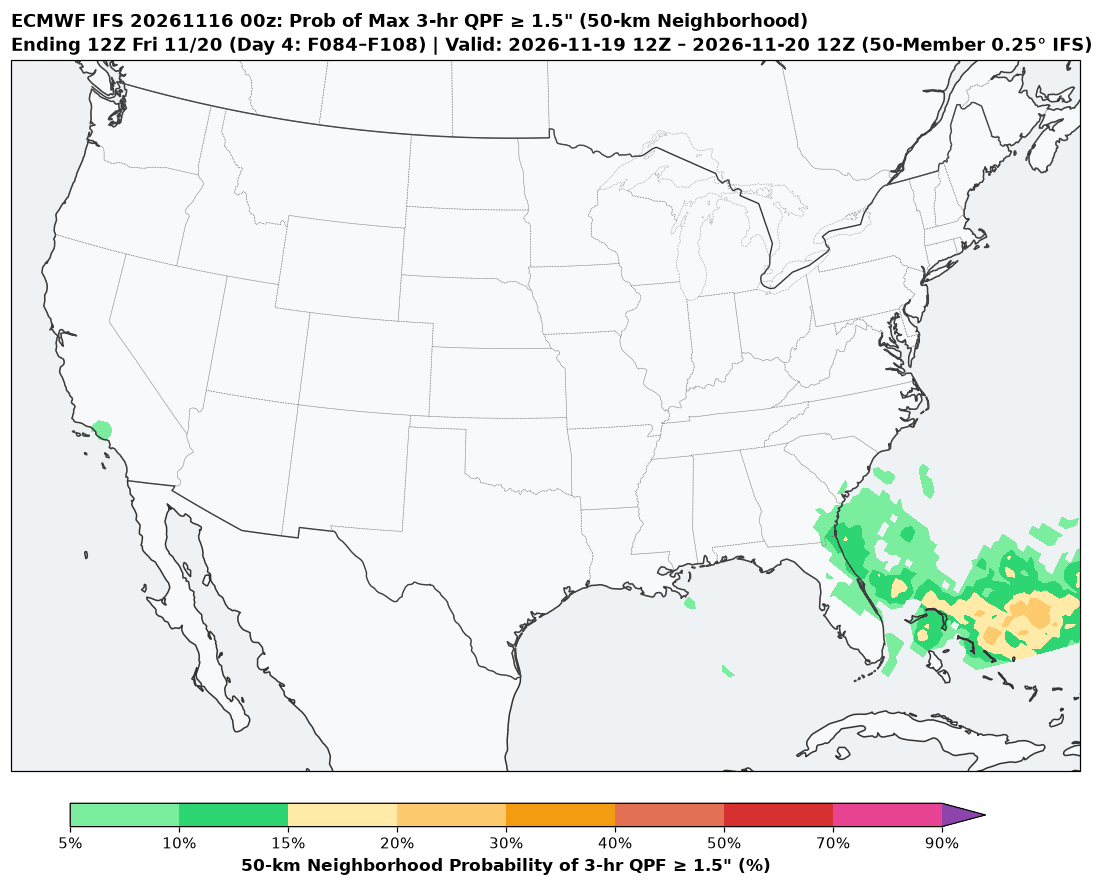 ECMWF IFS 20261116 00z: Prob of Max 3-hr QPF ≥ 1.5" (50-km Neighborhood)
Ending 12Z Fri 11/20 (Day 4: F084–F108) | Valid: 2026-11-19 12Z – 2026-11-20 12Z (50-Member 0.25° IFS)
5% 10% 15% 20% 30% 40% 50% 70% 90%
50-km Neighborhood Probability of 3-hr QPF ≥ 1.5" (%)